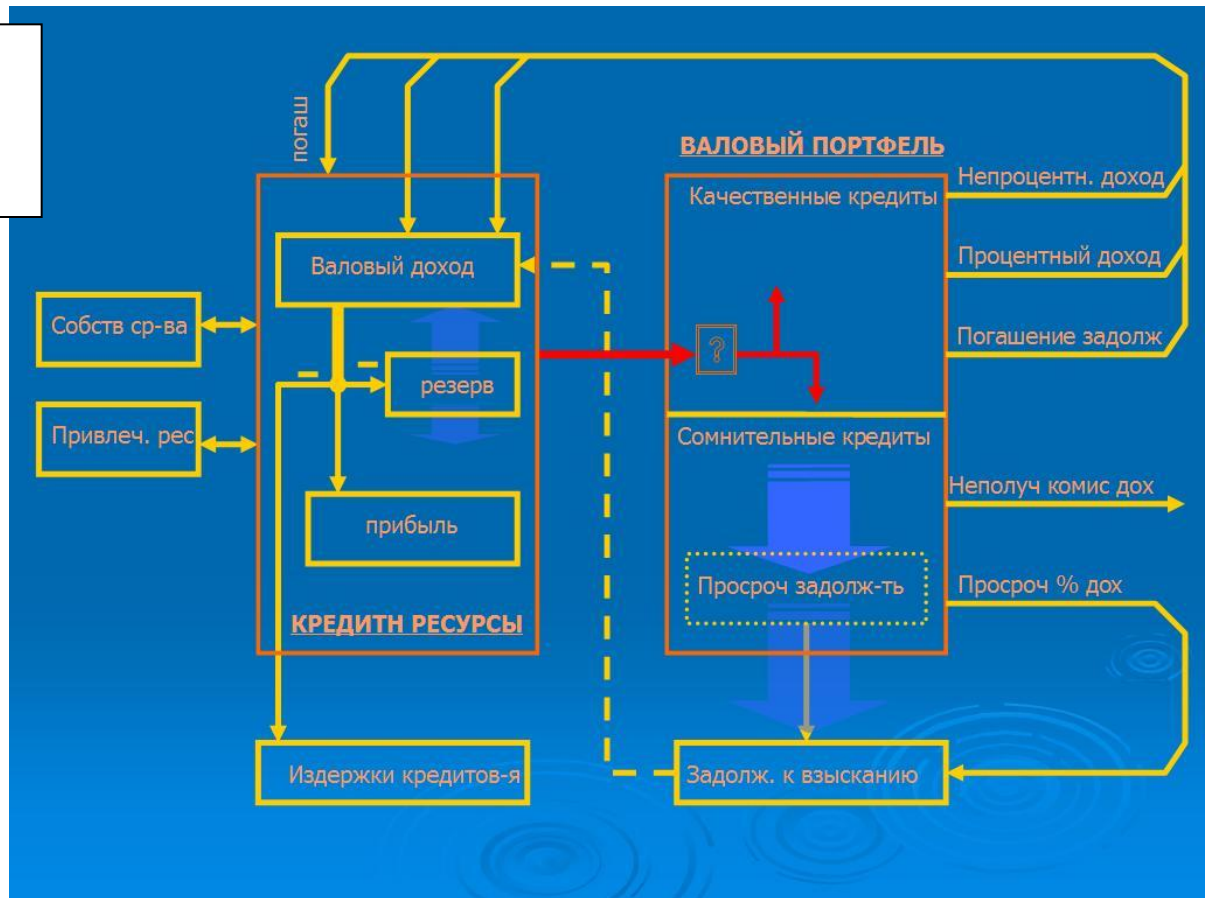 погаш
ВАЛОВЫЙ ПОРТФЕЛЬ
Непроцентн. доход
Качественные кредиты
Валовый доход
Процентный доход
Собств ср-ва
Погашение задолж
?
резерв
Привлеч. рес
Сомнительные кредиты
Неполуч комис дох
прибыль
Просроч задолж-ть
Просроч % дох
КРЕДИТН РЕСУРСЫ
Издержки кредитов-я
Задолж. к взысканию